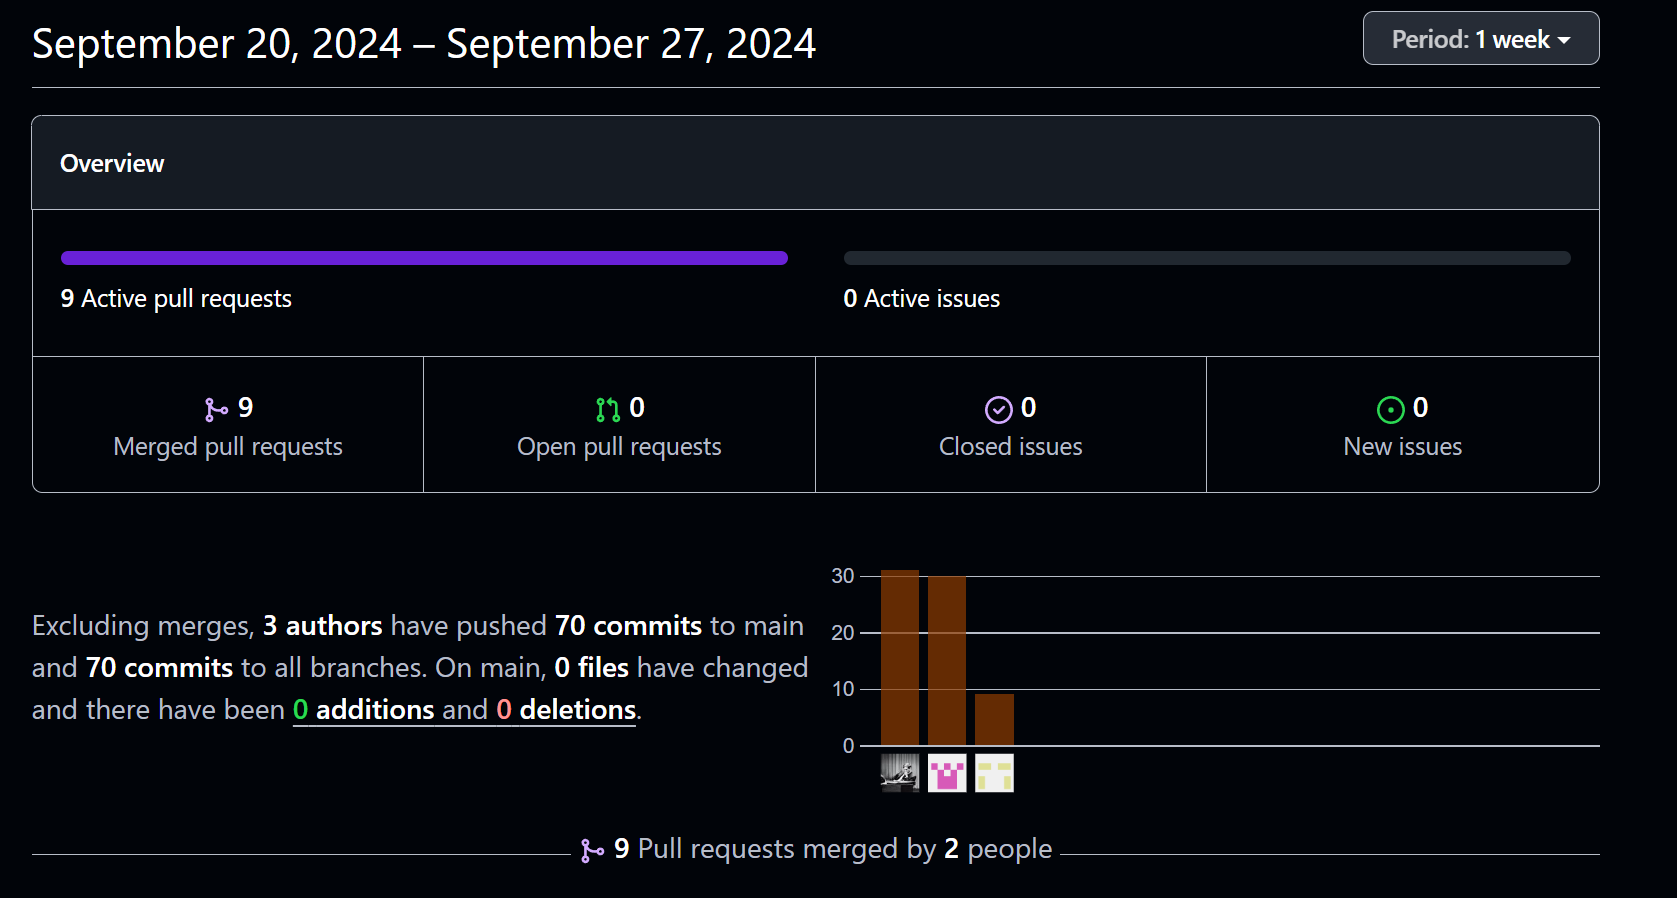 September 20, 2024 – September 27, 2024
Period: 1 week
Overview
9 Active pull requests
0 Active issues
9
Merged pull requests
0
Open pull requests
0
Closed issues
0
New issues
Excluding merges, 3 authors have pushed 70 commits to main
and 70 commits to all branches. On main, 0 files have changed
and there have been 0 additions and 0 deletions.
30
20
10
0
9 Pull requests merged by 2 people